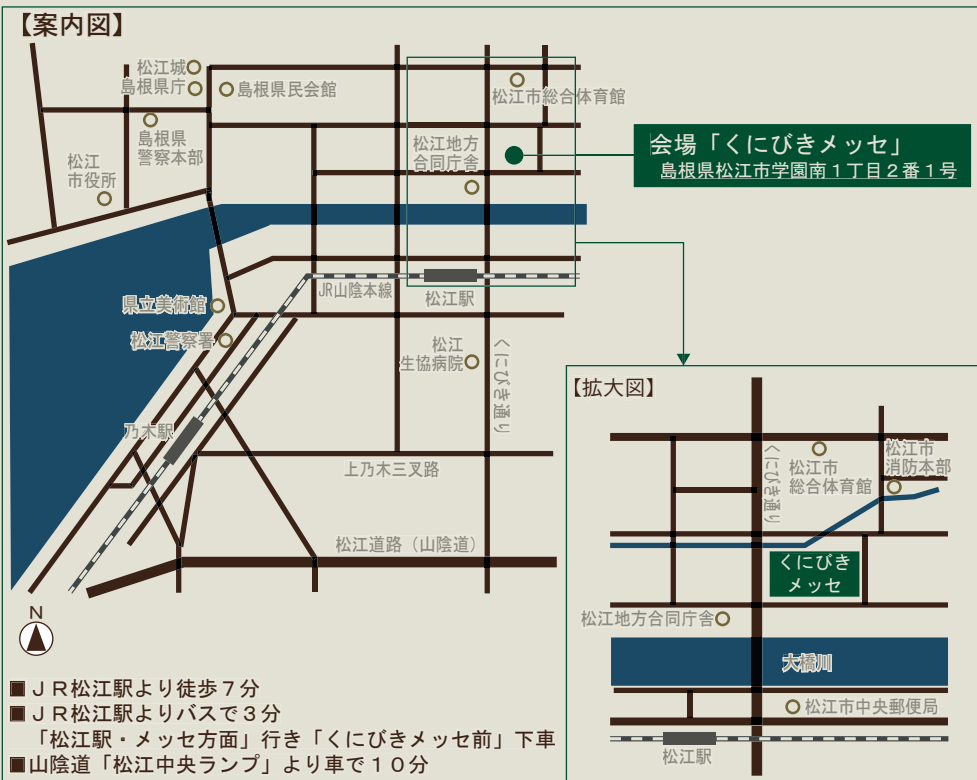 【案内図】
松江城
島根県庁
島根県民会館
島根県
警察本部
松江
市役所
松江市総合体育館
松江地方
合同庁舎
会場「くにびきメッセ」
島根県松江市学園南１丁目２番１号
JR山陰本線
松江駅
県立美術館
松江警察署
松江
生協病院
くにびき通り
乃木駅
上乃木三叉路
松江道路（山陰道）
N
【拡大図】
くにびき通り
松江市
総合体育館
松江市
消防本部
くにびき
メッセ
松江地方合同庁舎
大橋川
松江市中央郵便局
松江駅
■ＪＲ松江駅より徒歩７分
■ＪＲ松江駅よりバスで３分
「松江駅・メッセ方面」行き「くにびきメッセ前」下車
■山陰道「松江中央ランプ」より車で１０分